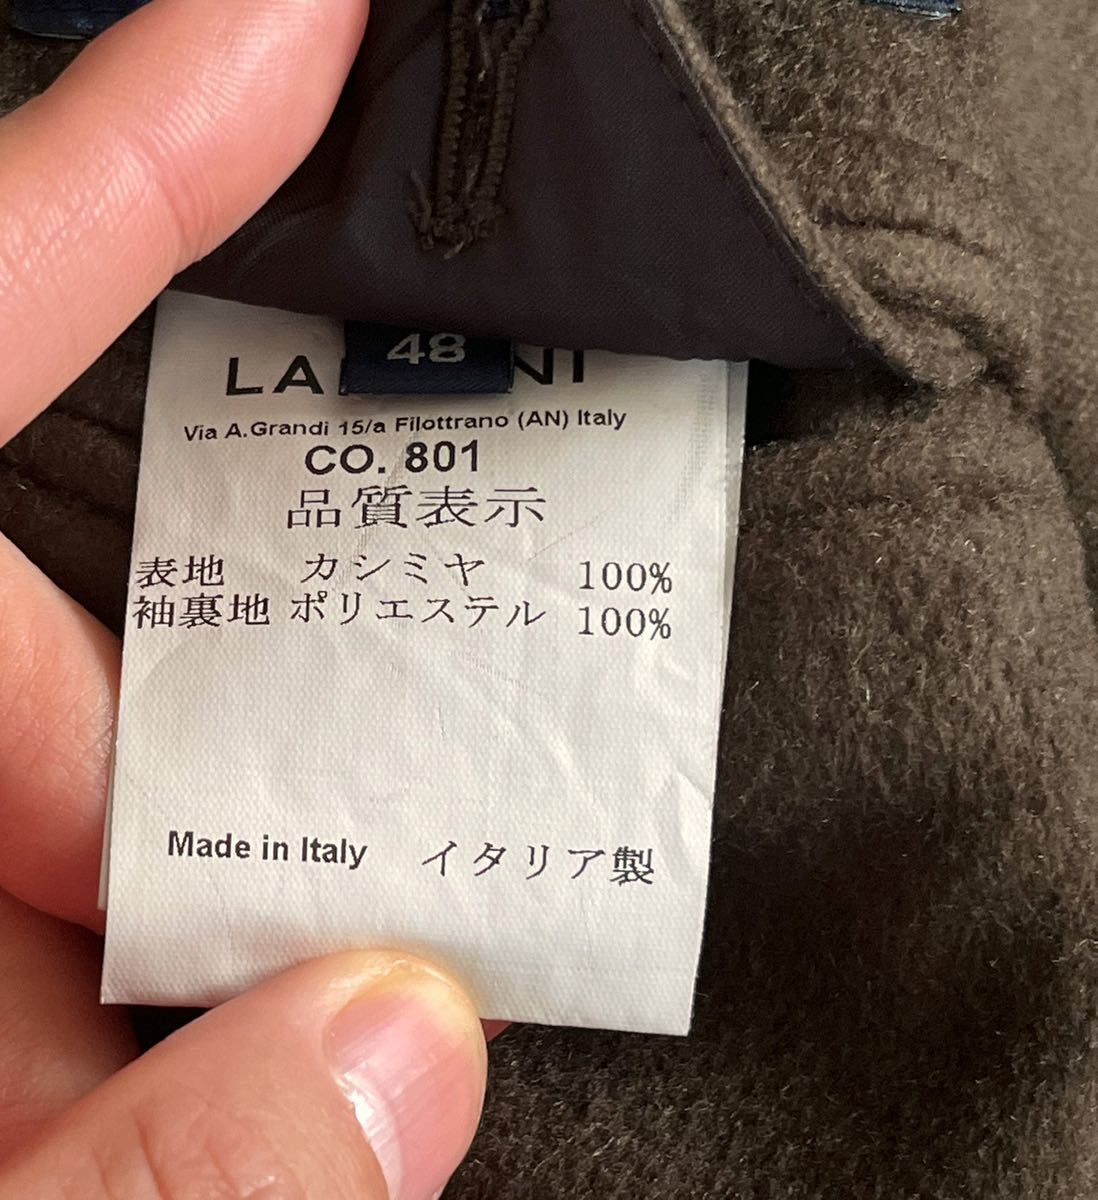 48
Via A.Grandi 15/a Filottrano (AN) Italy
CO. 801
品質表示
表地 カシミヤ 100%
袖裏地 ポリエステル 100%
Made in Italy イタリア製